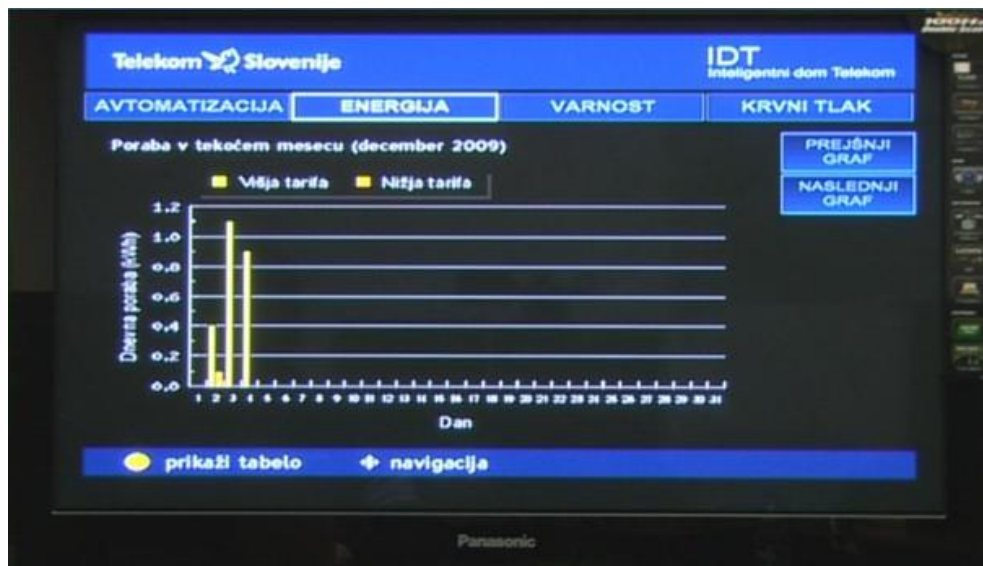 Telekom Slovenije
IDT
Inteligentni dom Telekom
AVTOMATIZACIJA
ENERGIJA
VARNOST
KRVNI TLAK
Poraba v tekočem mesecu (december 2009)
PREJŠNJI
GRAF
NASLEDNJI
GRAF
Višja tarifa
Nižja tarifa
Dnevna poraba (kWh)
1.2
1.0
0.8
0.6
0.4
0.2
0.0
1 2 3 4 5 6 7 8 9 10 11 12 13 14 15 16 17 18 19 20 21 22 23 24 25 26 27 28 29 30 31
Dan
prikaži tabelo
navigacija
Panasonic